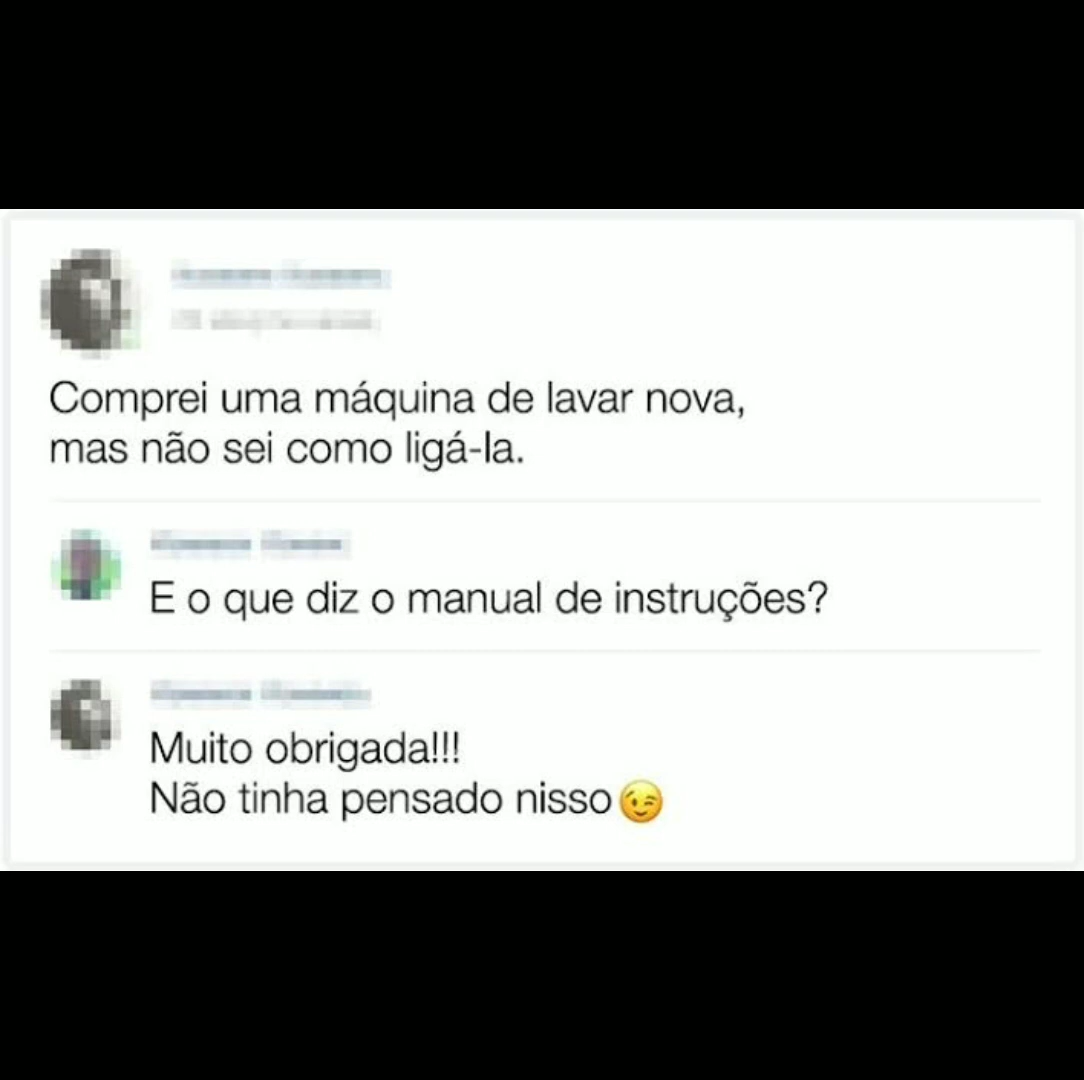 Comprei uma máquina de lavar nova,
mas não sei como ligá-la.
E o que diz o manual de instruções?
Muito obrigada!!!
Não tinha pensado nisso😉